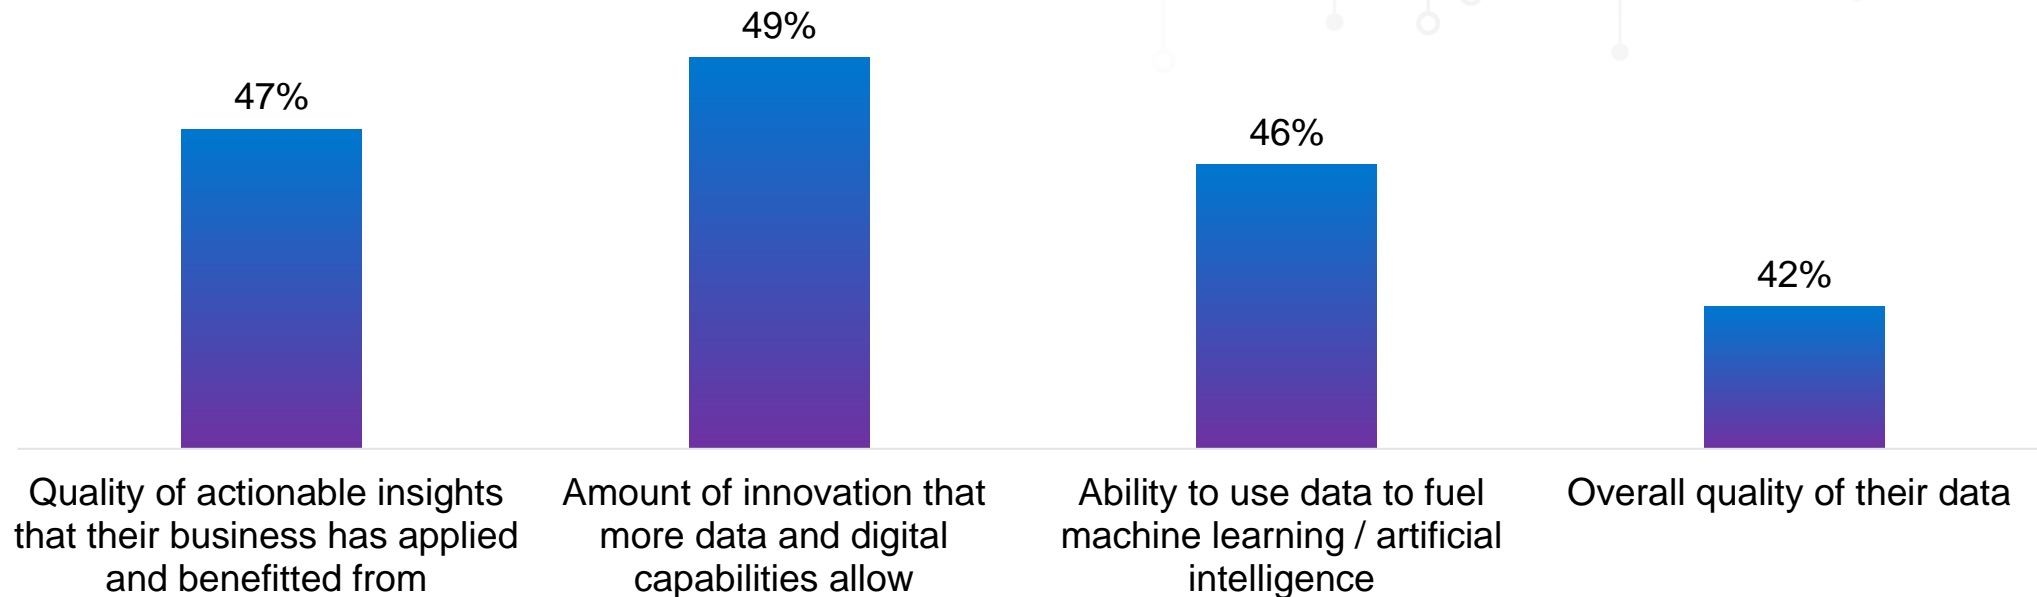 49%
47%
46%
42%
Quality of actionable insights
that their business has applied
and benefitted from
Amount of innovation that
more data and digital
capabilities allow
Ability to use data to fuel
machine learning / artificial
intelligence
Overall quality of their data